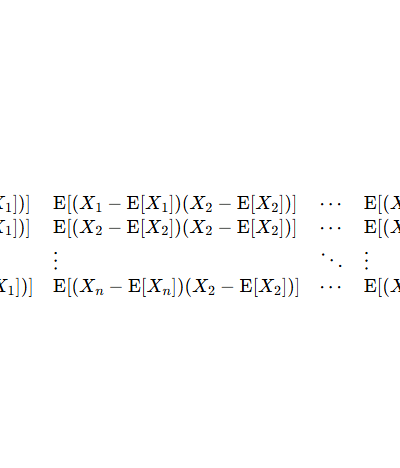 X₁])] E[(X₁ − E[X₁])(X₂ − E[X₂])] ⋯ E[(X
X₁])] E[(X₂ − E[X₂])(X₂ − E[X₂])] ⋯ E[(X
⋮ ⋱ ⋮
X₁])] E[(Xₙ − E[Xₙ])(X₂ − E[X₂])] ⋯ E[(X